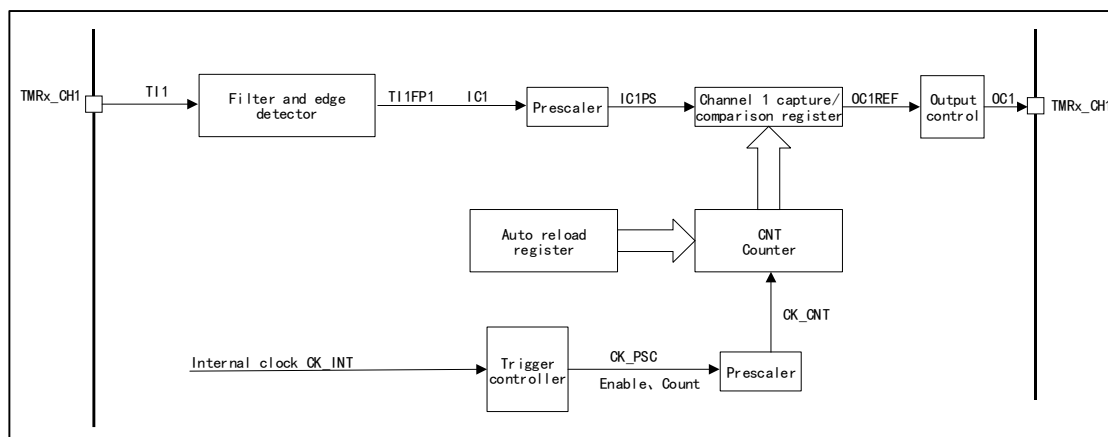 TMRx_CH1
TI1
Filter and edge
detector
TI1FP1
IC1
Prescaler
IC1PS
Channel 1 capture/
comparison register
OC1REF
Output
control
OC1
TMRx_CH1
Auto reload
register
CNT
Counter
CK_CNT
Internal clock CK_INT
Trigger
controller
CK_PSC
Enable、Count
Prescaler